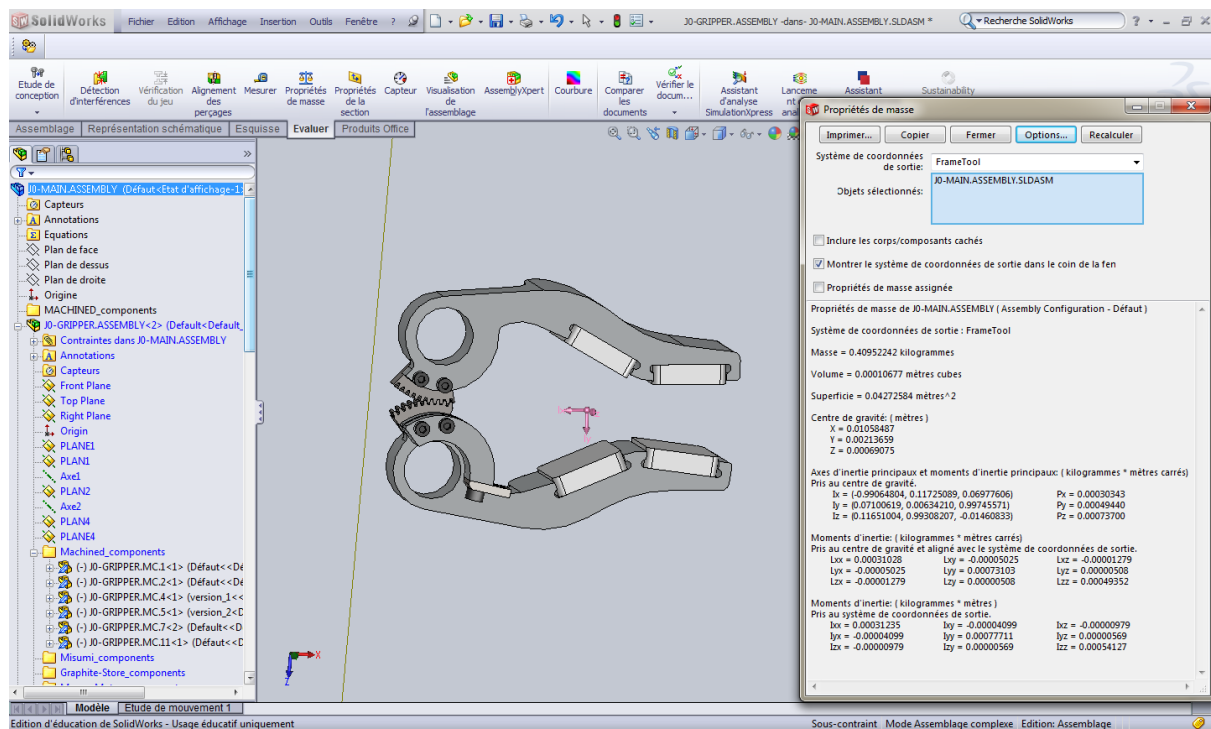 SolidWorks Fichier Edition Affichage Insertion Outils Fenêtre ? J0-GRIPPER.ASSEMBLY -dans- J0-MAIN.ASSEMBLY.SLDASM * Recherche SolidWorks ?
Etude de conception
Détection d'interférences
Vérification du jeu
Alignement des perçages
Mesurer
Propriétés de masse
Propriétés de la section
Capteur
Visualisation de l'assemblage
AssemblyXpert
Courbure
Comparer les documents
Vérifier le docum...
Assistant d'analyse SimulationXpress
Lanceme
nt
anal
Assistant
Sustainability
Assemblage Représentation schématique Esquisse Evaluer Produits Office
J0-MAIN.ASSEMBLY (Défaut<Etat d'affichage-1
Capteurs
Annotations
Equations
Plan de face
Plan de dessus
Plan de droite
Origine
MACHINED_components
J0-GRIPPER.ASSEMBLY<2> (Default<Default_
Contraintes dans J0-MAIN.ASSEMBLY
Annotations
Capteurs
Front Plane
Top Plane
Right Plane
Origin
PLANE1
PLAN1
Axe1
PLAN2
Axe2
PLAN4
PLANE4
Machined_components
(-) J0-GRIPPER.MC.1<1> (Défaut<<Dé
(-) J0-GRIPPER.MC.2<1> (Défaut<<Dé
(-) J0-GRIPPER.MC.4<1> (version_1<<
(-) J0-GRIPPER.MC.5<1> (version_2<D
(-) J0-GRIPPER.MC.7<2> (Default<<D
(-) J0-GRIPPER.MC.11<1> (Défaut<<D
Misumi_components
Graphite-Store_components
X
Z
Propriétés de masse
Imprimer... Copier Fermer Options... Recalculer
Système de coordonnées de sortie: FrameTool
Objets sélectionnés: J0-MAIN.ASSEMBLY.SLDASM
Inclure les corps/composants cachés
Montrer le système de coordonnées de sortie dans le coin de la fen
Propriétés de masse assignée
Propriétés de masse de J0-MAIN.ASSEMBLY ( Assembly Configuration - Défaut )
Système de coordonnées de sortie : FrameTool
Masse = 0.40952242 kilogrammes
Volume = 0.00010677 mètres cubes
Superficie = 0.04272584 mètres^2
Centre de gravité: ( mètres )
X = 0.01058487
Y = 0.00213659
Z = 0.00069075
Axes d'inertie principaux et moments d'inertie principaux: ( kilogrammes * mètres carrés)
Pris au centre de gravité.
Ix = (-0.99064804, 0.11725089, 0.06977606) Px = 0.00030343
Iy = (0.07100619, 0.00634210, 0.99745571) Py = 0.00049440
Iz = (0.11651004, 0.99308207, -0.01460833) Pz = 0.00073700
Moments d'inertie: ( kilogrammes * mètres carrés)
Pris au centre de gravité et aligné avec le système de coordonnées de sortie.
Lxx = 0.00031028 Lxy = -0.00005025 Lxz = -0.00001279
Lyx = -0.00005025 Lyy = 0.00073103 Lyz = 0.00000508
Lzx = -0.00001279 Lzy = 0.00000508 Lzz = 0.00049352
Moments d'inertie: ( kilogrammes * mètres )
Pris au système de coordonnées de sortie.
Ixx = 0.00031235 Ixy = -0.00004099 Ixz = -0.00000979
Iyx = -0.00004099 Iyy = 0.00077711 Iyz = 0.00000569
Izx = -0.00000979 Izy = 0.00000569 Izz = 0.00054127
Modèle Etude de mouvement 1
Edition d'éducation de SolidWorks - Usage éducatif uniquement Sous-contraint Mode Assemblage complexe Edition: Assemblage